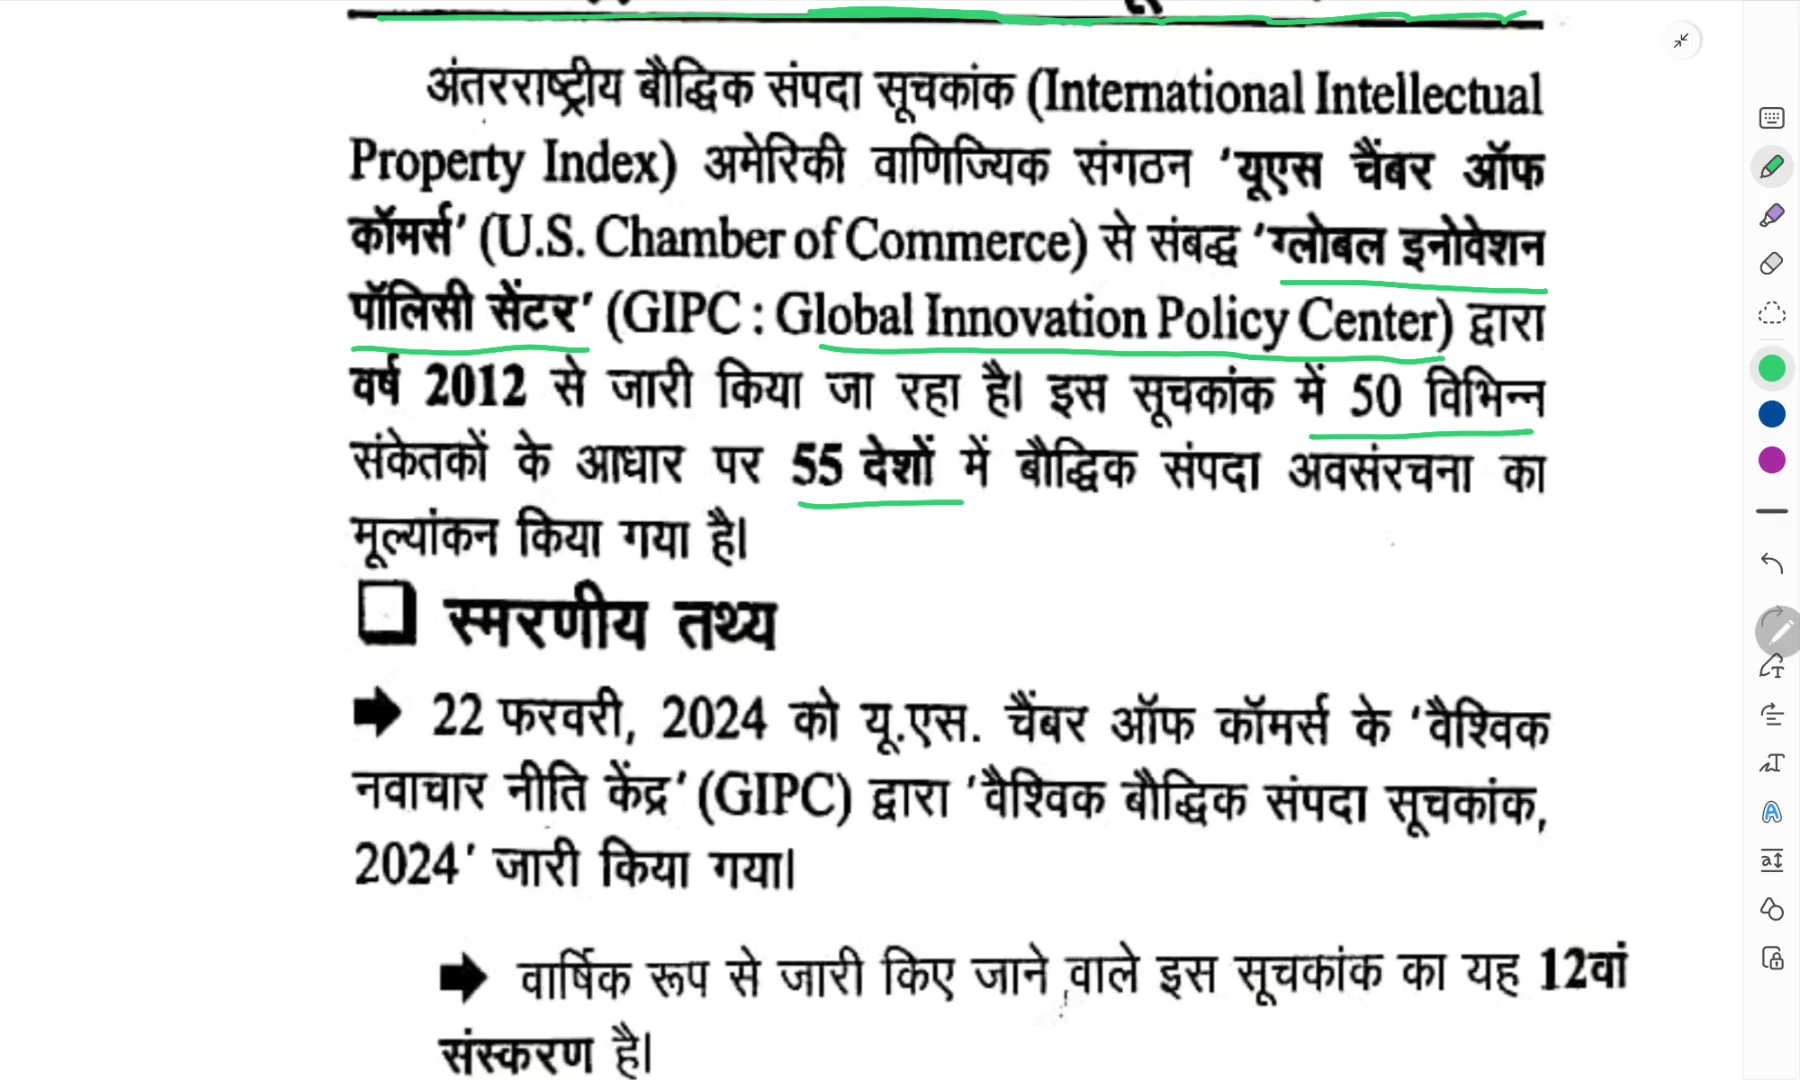 अंतरराष्ट्रीय बौद्धिक संपदा सूचकांक (International Intellectual
Property Index) अमेरिकी वाणिज्यिक संगठन 'यूएस चैंबर ऑफ
कॉमर्स' (U.S. Chamber of Commerce) से संबद्ध 'ग्लोबल इनोवेशन
पॉलिसी सेंटर' (GIPC : Global Innovation Policy Center) द्वारा
वर्ष 2012 से जारी किया जा रहा है। इस सूचकांक में 50 विभिन्न
संकेतकों के आधार पर 55 देशों में बौद्धिक संपदा अवसंरचना का
मूल्यांकन किया गया है।
स्मरणीय तथ्य
22 फरवरी, 2024 को यू.एस. चैंबर ऑफ कॉमर्स के 'वैश्विक
नवाचार नीति केंद्र' (GIPC) द्वारा 'वैश्विक बौद्धिक संपदा सूचकांक,
2024' जारी किया गया।
वार्षिक रूप से जारी किए जाने वाले इस सूचकांक का यह 12वां
संस्करण है।